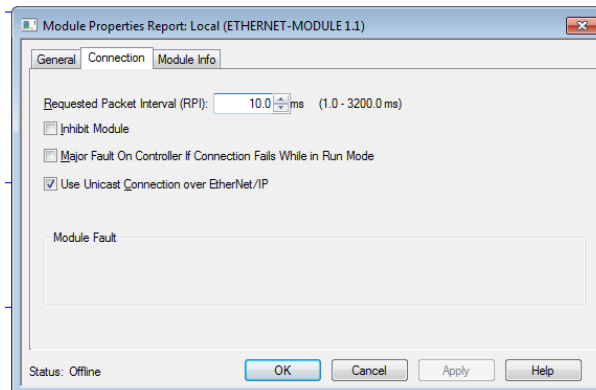 Module Properties Report: Local (ETHERNET-MODULE 1.1)
General Connection Module Info
Requested Packet Interval (RPI): 10.0 ms (1.0 - 3200.0 ms)
Inhibit Module
Major Fault On Controller If Connection Fails While in Run Mode
Use Unicast Connection over EtherNet/IP
Module Fault
Status: Offline OK Cancel Apply Help